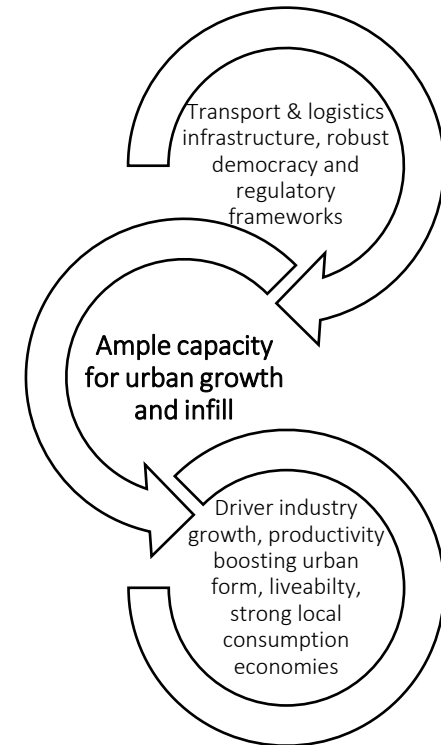 Transport & logistics
infrastructure, robust
democracy and
regulatory
frameworks
Ample capacity
for urban growth
and infill
Driver industry
growth, productivity
boosting urban
form, liveabilty,
strong local
consumption
economies